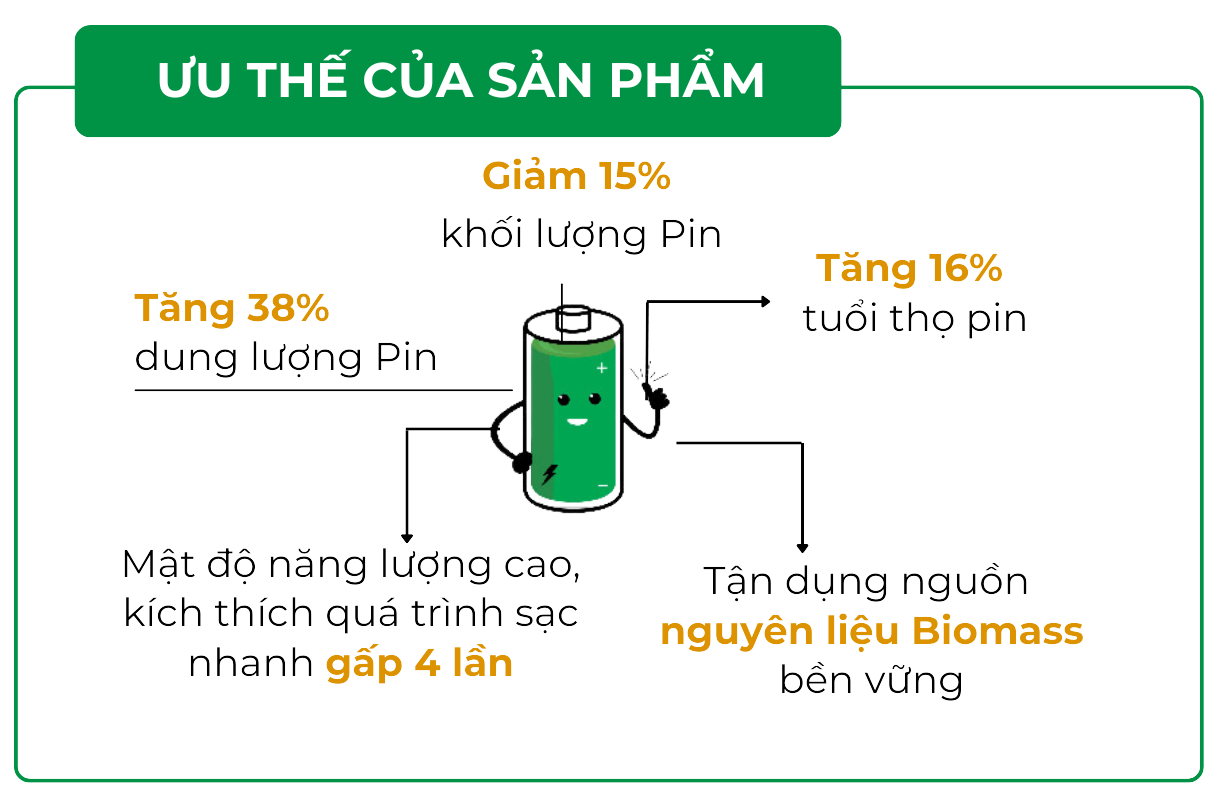 ƯU THẾ CỦA SẢN PHẨM
Giảm 15%
khối lượng Pin
Tăng 16%
tuổi thọ pin
Tăng 38%
dung lượng Pin
+
−
Mật độ năng lượng cao,
kích thích quá trình sạc
nhanh gấp 4 lần
Tận dụng nguồn
nguyên liệu Biomass
bền vững